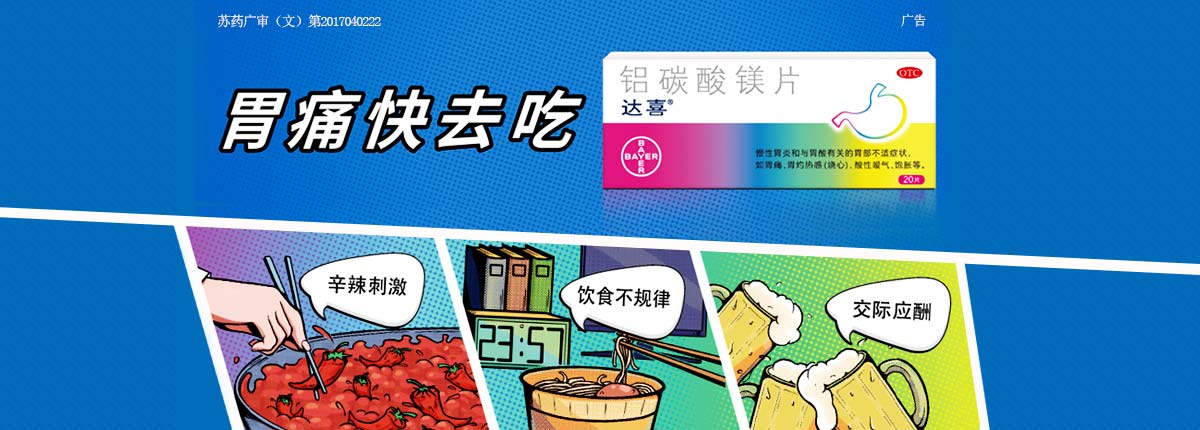 苏药广审（文）第2017040222
广告
胃痛快去吃
铝碳酸镁片
OTC
达喜®
BAYER
BAYER
慢性胃炎和与胃酸有关的胃部不适症状，
如胃痛、胃灼热感（烧心）、酸性嗳气、饱胀等。
20片
辛辣刺激
饮食不规律
交际应酬
23:57